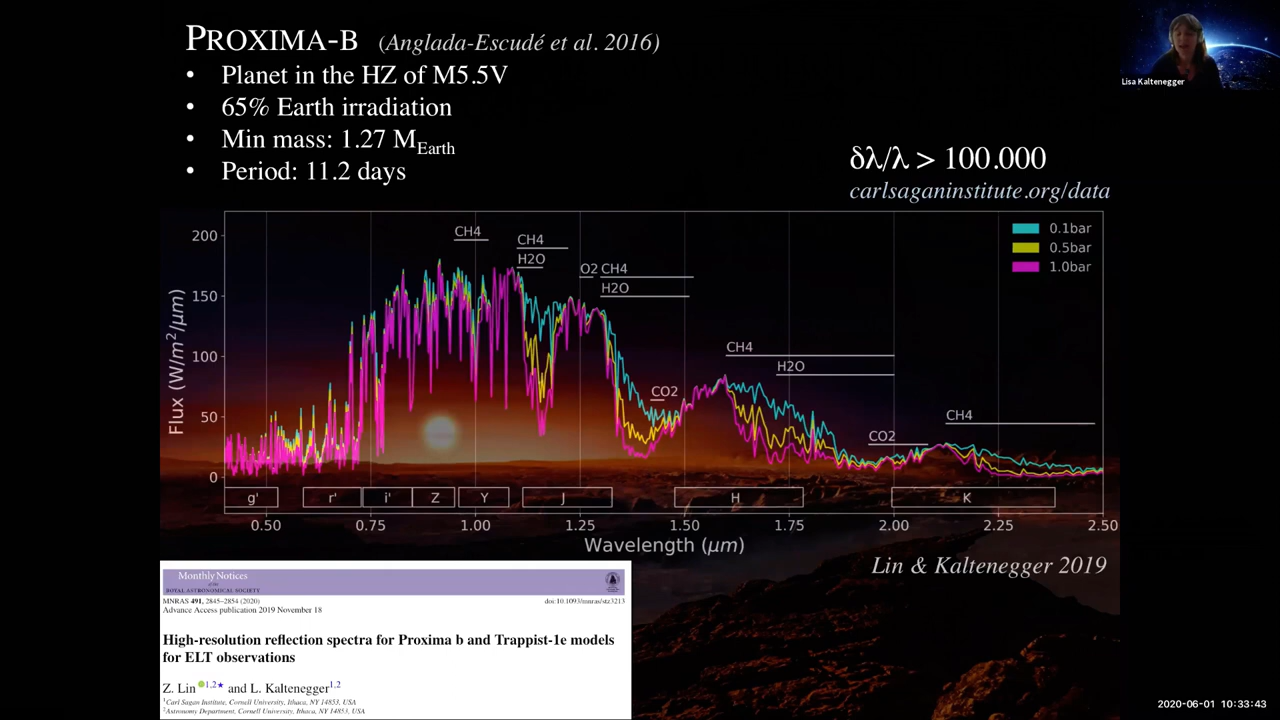 PROXIMA-B (Anglada-Escudé et al. 2016)
• Planet in the HZ of M5.5V
• 65% Earth irradiation
• Min mass: 1.27 MEarth
• Period: 11.2 days
Lisa Kaltenegger
δλ/λ > 100.000
carlsaganinstitute.org/data
0.1bar
0.5bar
1.0bar
CH4
CH4
H2O
O2 CH4
H2O
CH4
H2O
CO2
CH4
CO2
200
150
100
50
0
Flux (W/m²/μm)
g' r' i' Z Y J H K
0.50 0.75 1.00 1.25 1.50 1.75 2.00 2.25 2.50
Wavelength (μm)
Lin & Kaltenegger 2019
Monthly Notices
of the
ROYAL ASTRONOMICAL SOCIETY
MNRAS 491, 2845–2854 (2020) doi:10.1093/mnras/stz3213
Advance Access publication 2019 November 18
High-resolution reflection spectra for Proxima b and Trappist-1e models
for ELT observations
Z. Lin 1,2★ and L. Kaltenegger1,2
1Carl Sagan Institute, Cornell University, Ithaca, NY 14853, USA
2Astronomy Department, Cornell University, Ithaca, NY 14853, USA
2020-06-01 10:33:43